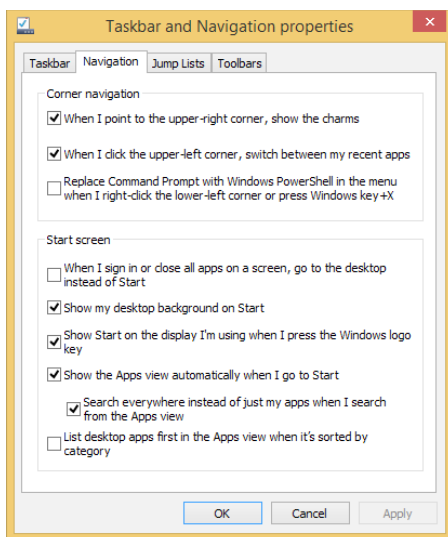 Taskbar and Navigation properties
Taskbar Navigation Jump Lists Toolbars
Corner navigation
When I point to the upper-right corner, show the charms
When I click the upper-left corner, switch between my recent apps
Replace Command Prompt with Windows PowerShell in the menu
when I right-click the lower-left corner or press Windows key+X
Start screen
When I sign in or close all apps on a screen, go to the desktop
instead of Start
Show my desktop background on Start
Show Start on the display I'm using when I press the Windows logo
key
Show the Apps view automatically when I go to Start
Search everywhere instead of just my apps when I search
from the Apps view
List desktop apps first in the Apps view when it's sorted by
category
OK Cancel Apply